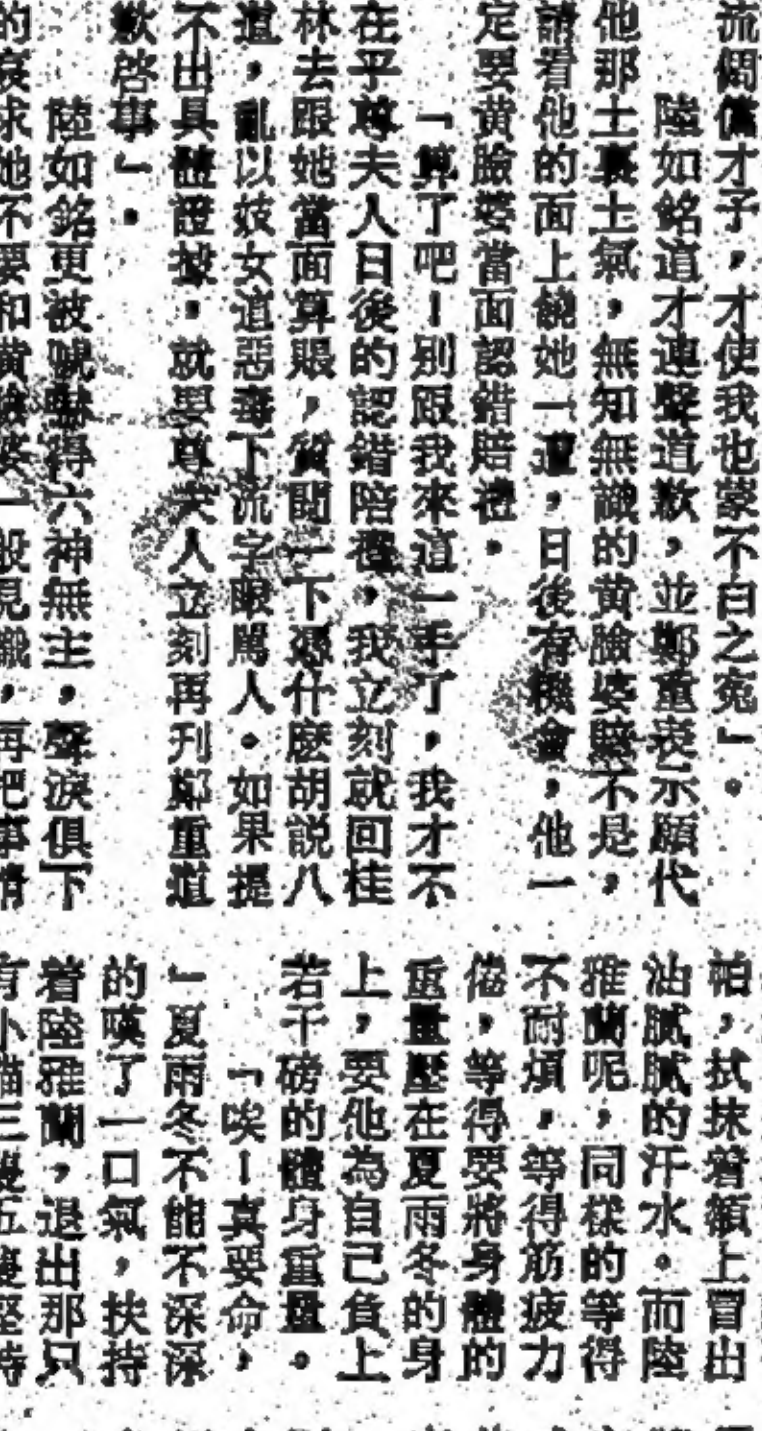 流倜儻才子，才使我也蒙不白之冤」。
陸如銘道才連聲道歉，並鄭重表示願代
他那土裏土氣，無知無識的黃臉婆賠不是，
請看他的面上饒她一遭，日後有機會，他一
定要黃臉婆當面認錯賠禮。
「算了吧！別跟我來這一手了，我才不
在乎尊夫人日後的認錯陪禮，我立刻就回桂
林去跟她當面算賬，質問一下憑什麽胡說八
道，亂以妓女這惡毒下流字眼罵人。如果提
不出具體證據，就要尊夫人立刻再刋鄭重道
歉啓事」。
陸如銘更被唬嚇得六神無主，聲淚俱下
的哀求她不要和黃臉婆一般見識，再把事情
帕，拭抹着額上冒出
油膩膩的汗水。而陸
雅蘭呢，同樣的等得
不耐煩，等得筋疲力
倦，等得要將身體的
重量壓在夏雨冬的身
上，要他為自己負上
若干磅的體身重量。
「唉！真要命，
」夏雨冬不能不深深
的嘆了一口氣，扶持
着陸雅蘭，退出那只
有小貓三隻五隻堅持